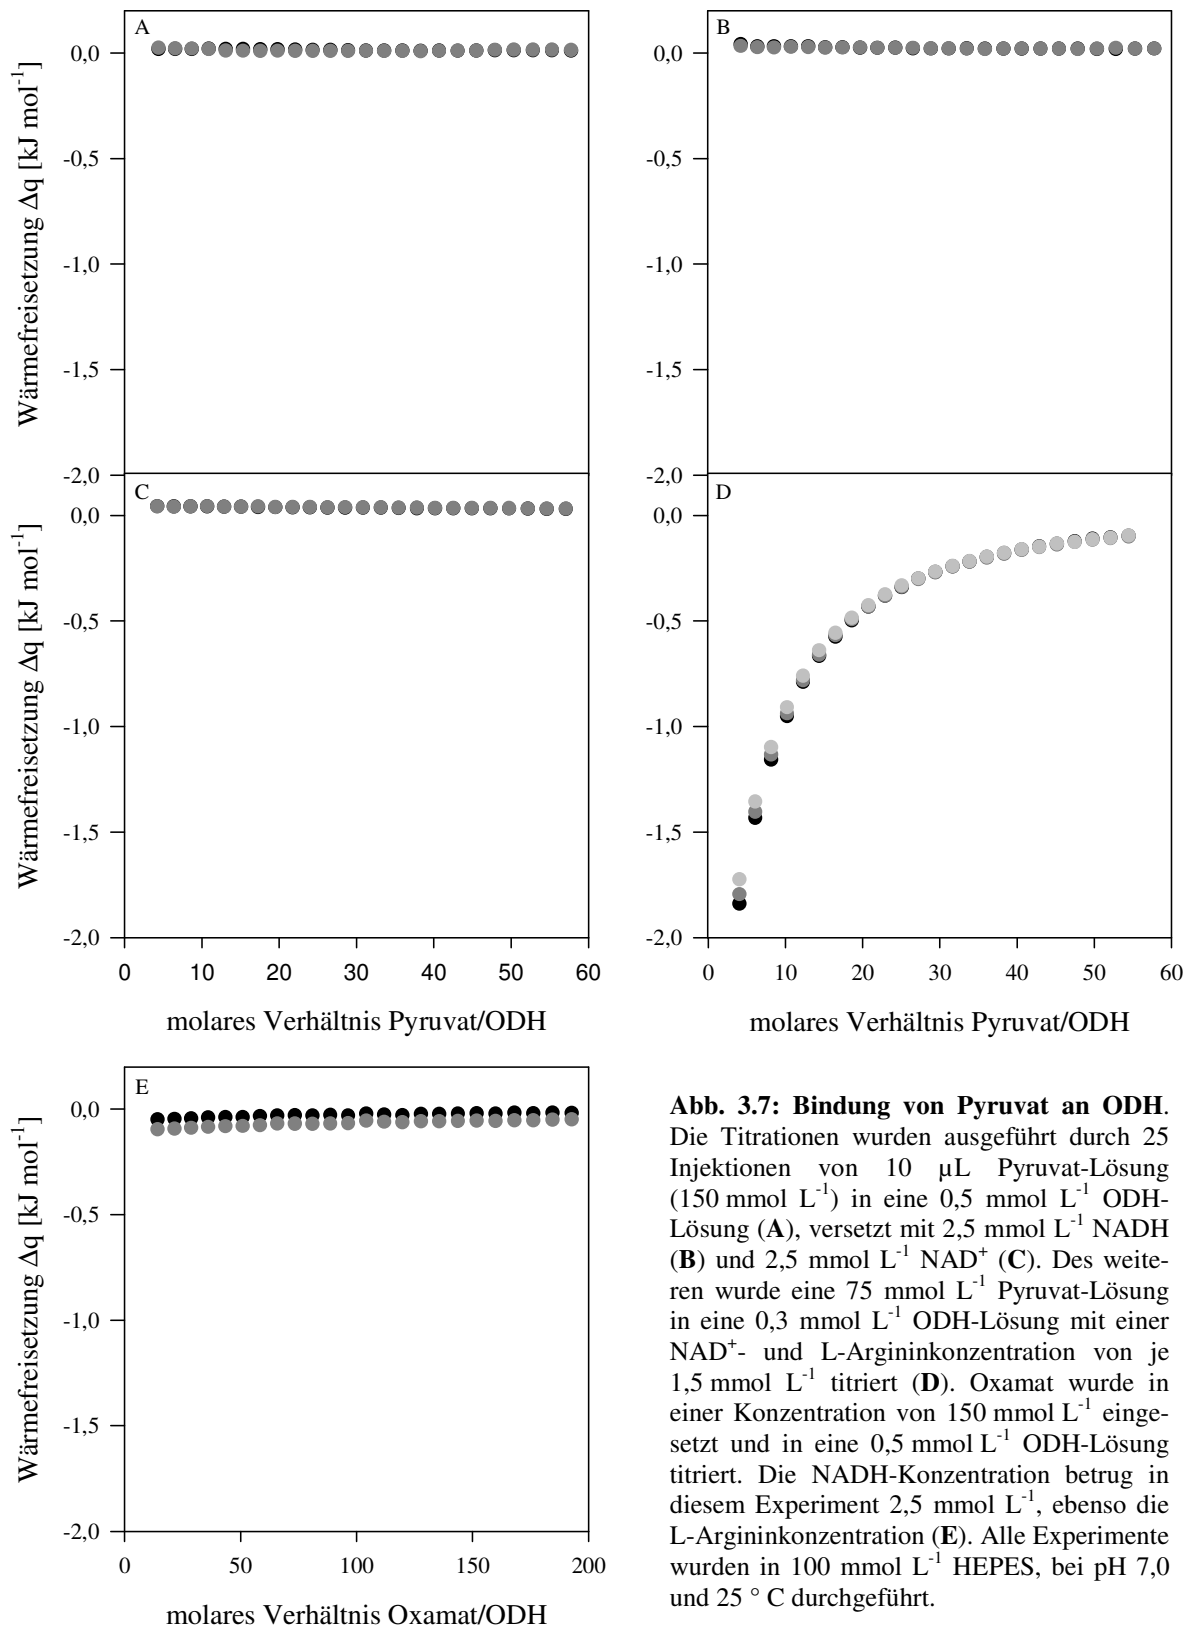 A
0,0
-0,5
-1,0
-1,5
-2,0
Wärmefreisetzung Δq [kJ mol⁻¹]
B
0,0
-0,5
-1,0
-1,5
-2,0
C
0,0
-0,5
-1,0
-1,5
-2,0
Wärmefreisetzung Δq [kJ mol⁻¹]
0 10 20 30 40 50 60
molares Verhältnis Pyruvat/ODH
D
0,0
-0,5
-1,0
-1,5
-2,0
0 10 20 30 40 50 60
molares Verhältnis Pyruvat/ODH
E
0,0
-0,5
-1,0
-1,5
-2,0
Wärmefreisetzung Δq [kJ mol⁻¹]
0 50 100 150 200
molares Verhältnis Oxamat/ODH
Abb. 3.7: Bindung von Pyruvat an ODH.
Die Titrationen wurden ausgeführt durch 25
Injektionen von 10 µL Pyruvat-Lösung
(150 mmol L⁻¹) in eine 0,5 mmol L⁻¹ ODH-
Lösung (A), versetzt mit 2,5 mmol L⁻¹ NADH
(B) und 2,5 mmol L⁻¹ NAD⁺ (C). Des weite-
ren wurde eine 75 mmol L⁻¹ Pyruvat-Lösung
in eine 0,3 mmol L⁻¹ ODH-Lösung mit einer
NAD⁺- und L-Argininkonzentration von je
1,5 mmol L⁻¹ titriert (D). Oxamat wurde in
einer Konzentration von 150 mmol L⁻¹ einge-
setzt und in eine 0,5 mmol L⁻¹ ODH-Lösung
titriert. Die NADH-Konzentration betrug in
diesem Experiment 2,5 mmol L⁻¹, ebenso die
L-Argininkonzentration (E). Alle Experimente
wurden in 100 mmol L⁻¹ HEPES, bei pH 7,0
und 25 ° C durchgeführt.